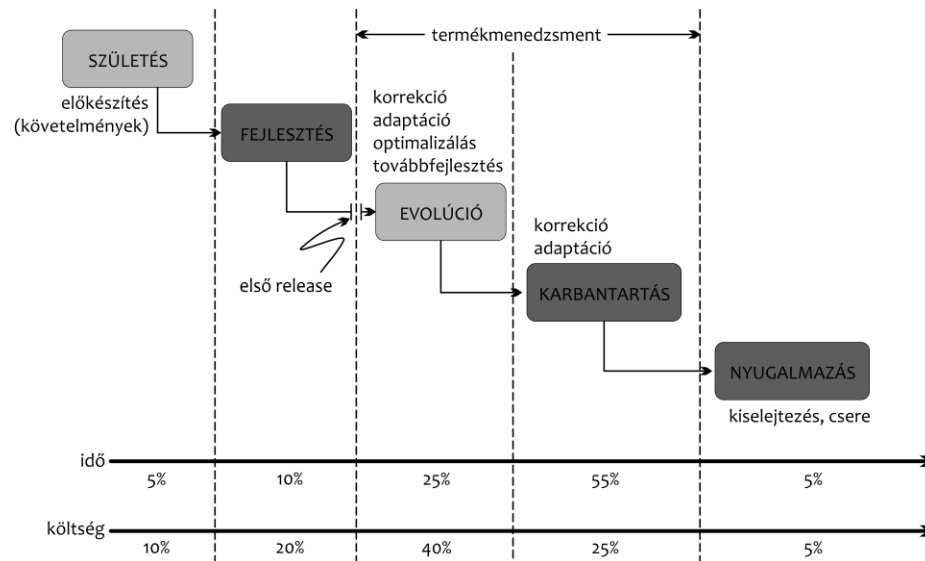 termékmenedzsment
SZÜLETÉS
előkészítés
(követelmények)
FEJLESZTÉS
korrekció
adaptáció
optimalizálás
továbbfejlesztés
EVOLÚCIÓ
első release
korrekció
adaptáció
KARBANTARTÁS
NYUGALMAZÁS
kiselejtezés, csere
idő
5% 10% 25% 55% 5%
költség
10% 20% 40% 25% 5%